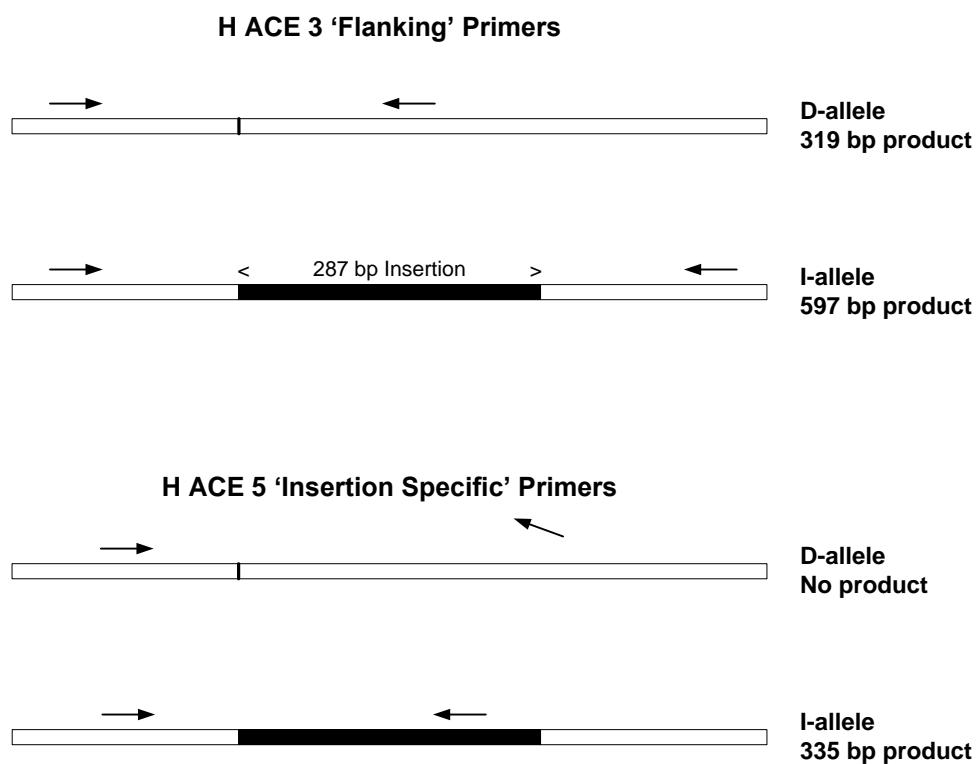 H ACE 3 ‘Flanking’ Primers
D-allele
319 bp product
< 287 bp Insertion >
I-allele
597 bp product
H ACE 5 ‘Insertion Specific’ Primers
D-allele
No product
I-allele
335 bp product